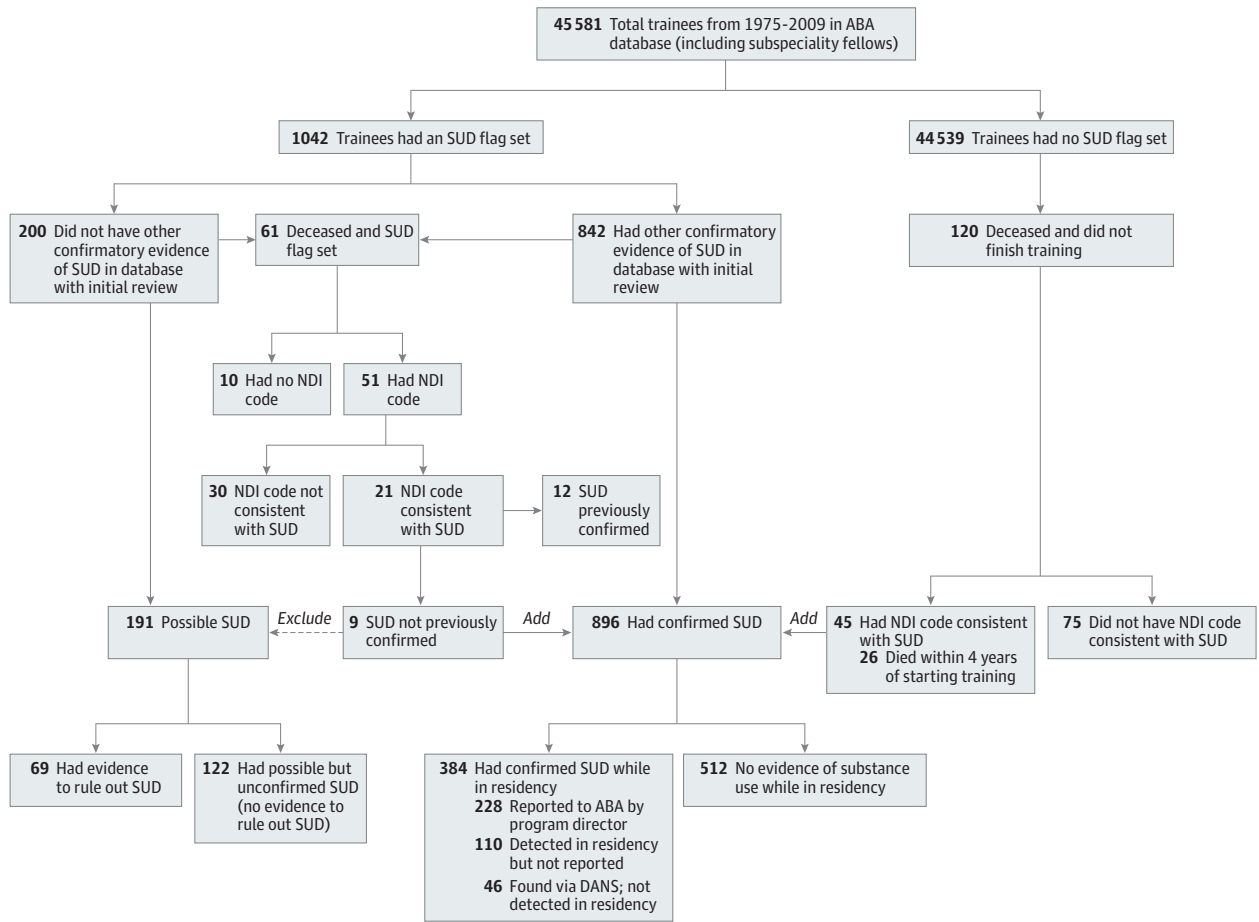 45 581 Total trainees from 1975-2009 in ABA
database (including subspeciality fellows)
1042 Trainees had an SUD flag set
44 539 Trainees had no SUD flag set
200 Did not have other
confirmatory evidence
of SUD in database
with initial review
61 Deceased and SUD
flag set
842 Had other confirmatory
evidence of SUD in
database with initial
review
120 Deceased and did not
finish training
10 Had no NDI
code
51 Had NDI
code
30 NDI code not
consistent
with SUD
21 NDI code
consistent
with SUD
12 SUD
previously
confirmed
191 Possible SUD
Exclude
9 SUD not previously
confirmed
Add
896 Had confirmed SUD
Add
45 Had NDI code consistent
with SUD
26 Died within 4 years
of starting training
75 Did not have NDI code
consistent with SUD
69 Had evidence
to rule out SUD
122 Had possible but
unconfirmed SUD
(no evidence to
rule out SUD)
384 Had confirmed SUD while
in residency
228 Reported to ABA by
program director
110 Detected in residency
but not reported
46 Found via DANS; not
detected in residency
512 No evidence of substance
use while in residency